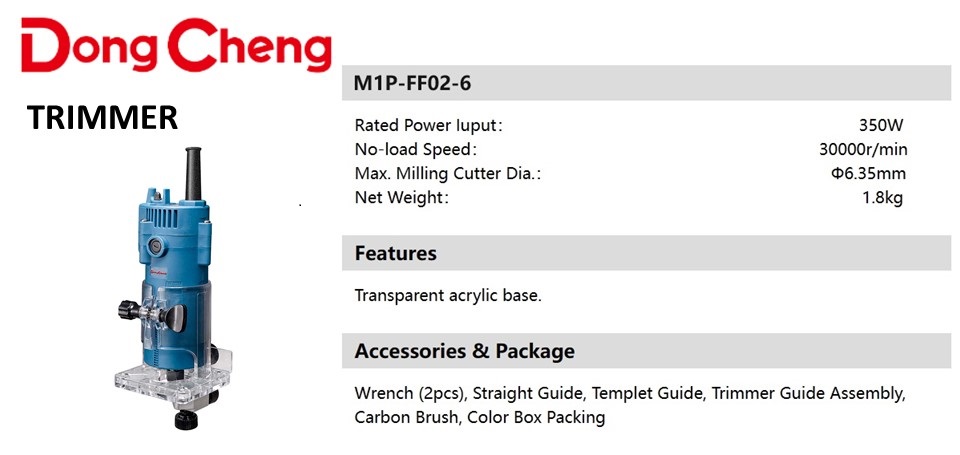 Dong Cheng
TRIMMER
M1P-FF02-6
Rated Power Iuput: 350W
No-load Speed: 30000r/min
Max. Milling Cutter Dia.: Φ6.35mm
Net Weight: 1.8kg
Features
Transparent acrylic base.
Accessories & Package
Wrench (2pcs), Straight Guide, Templet Guide, Trimmer Guide Assembly,
Carbon Brush, Color Box Packing